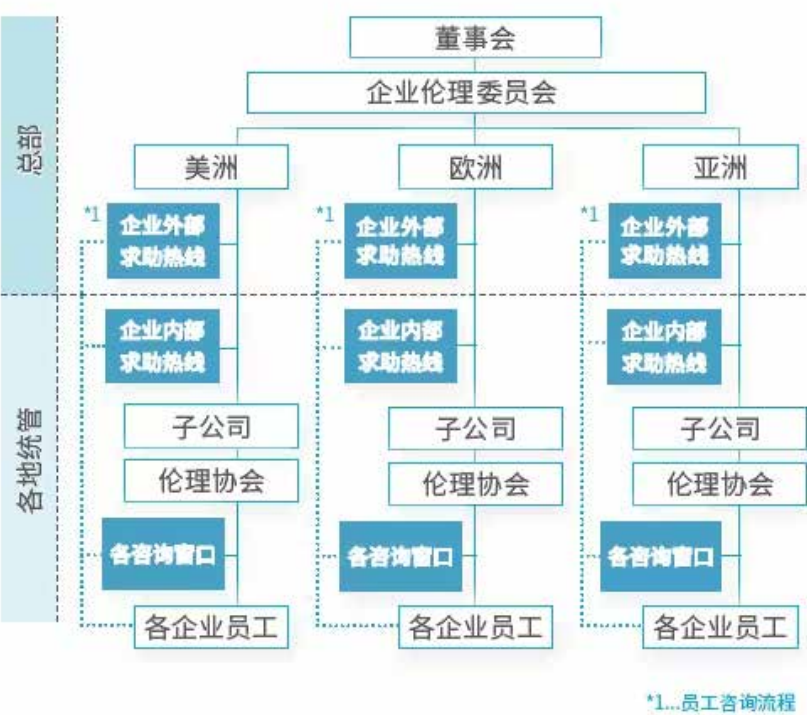 董事会
企业伦理委员会
总部
美洲
欧洲
亚洲
*1
企业外部
求助热线
*1
企业外部
求助热线
*1
企业外部
求助热线
各地统管
企业内部
求助热线
企业内部
求助热线
企业内部
求助热线
子公司
子公司
子公司
伦理协会
伦理协会
伦理协会
各咨询窗口
各咨询窗口
各咨询窗口
各企业员工
各企业员工
各企业员工
*1...员工咨询流程